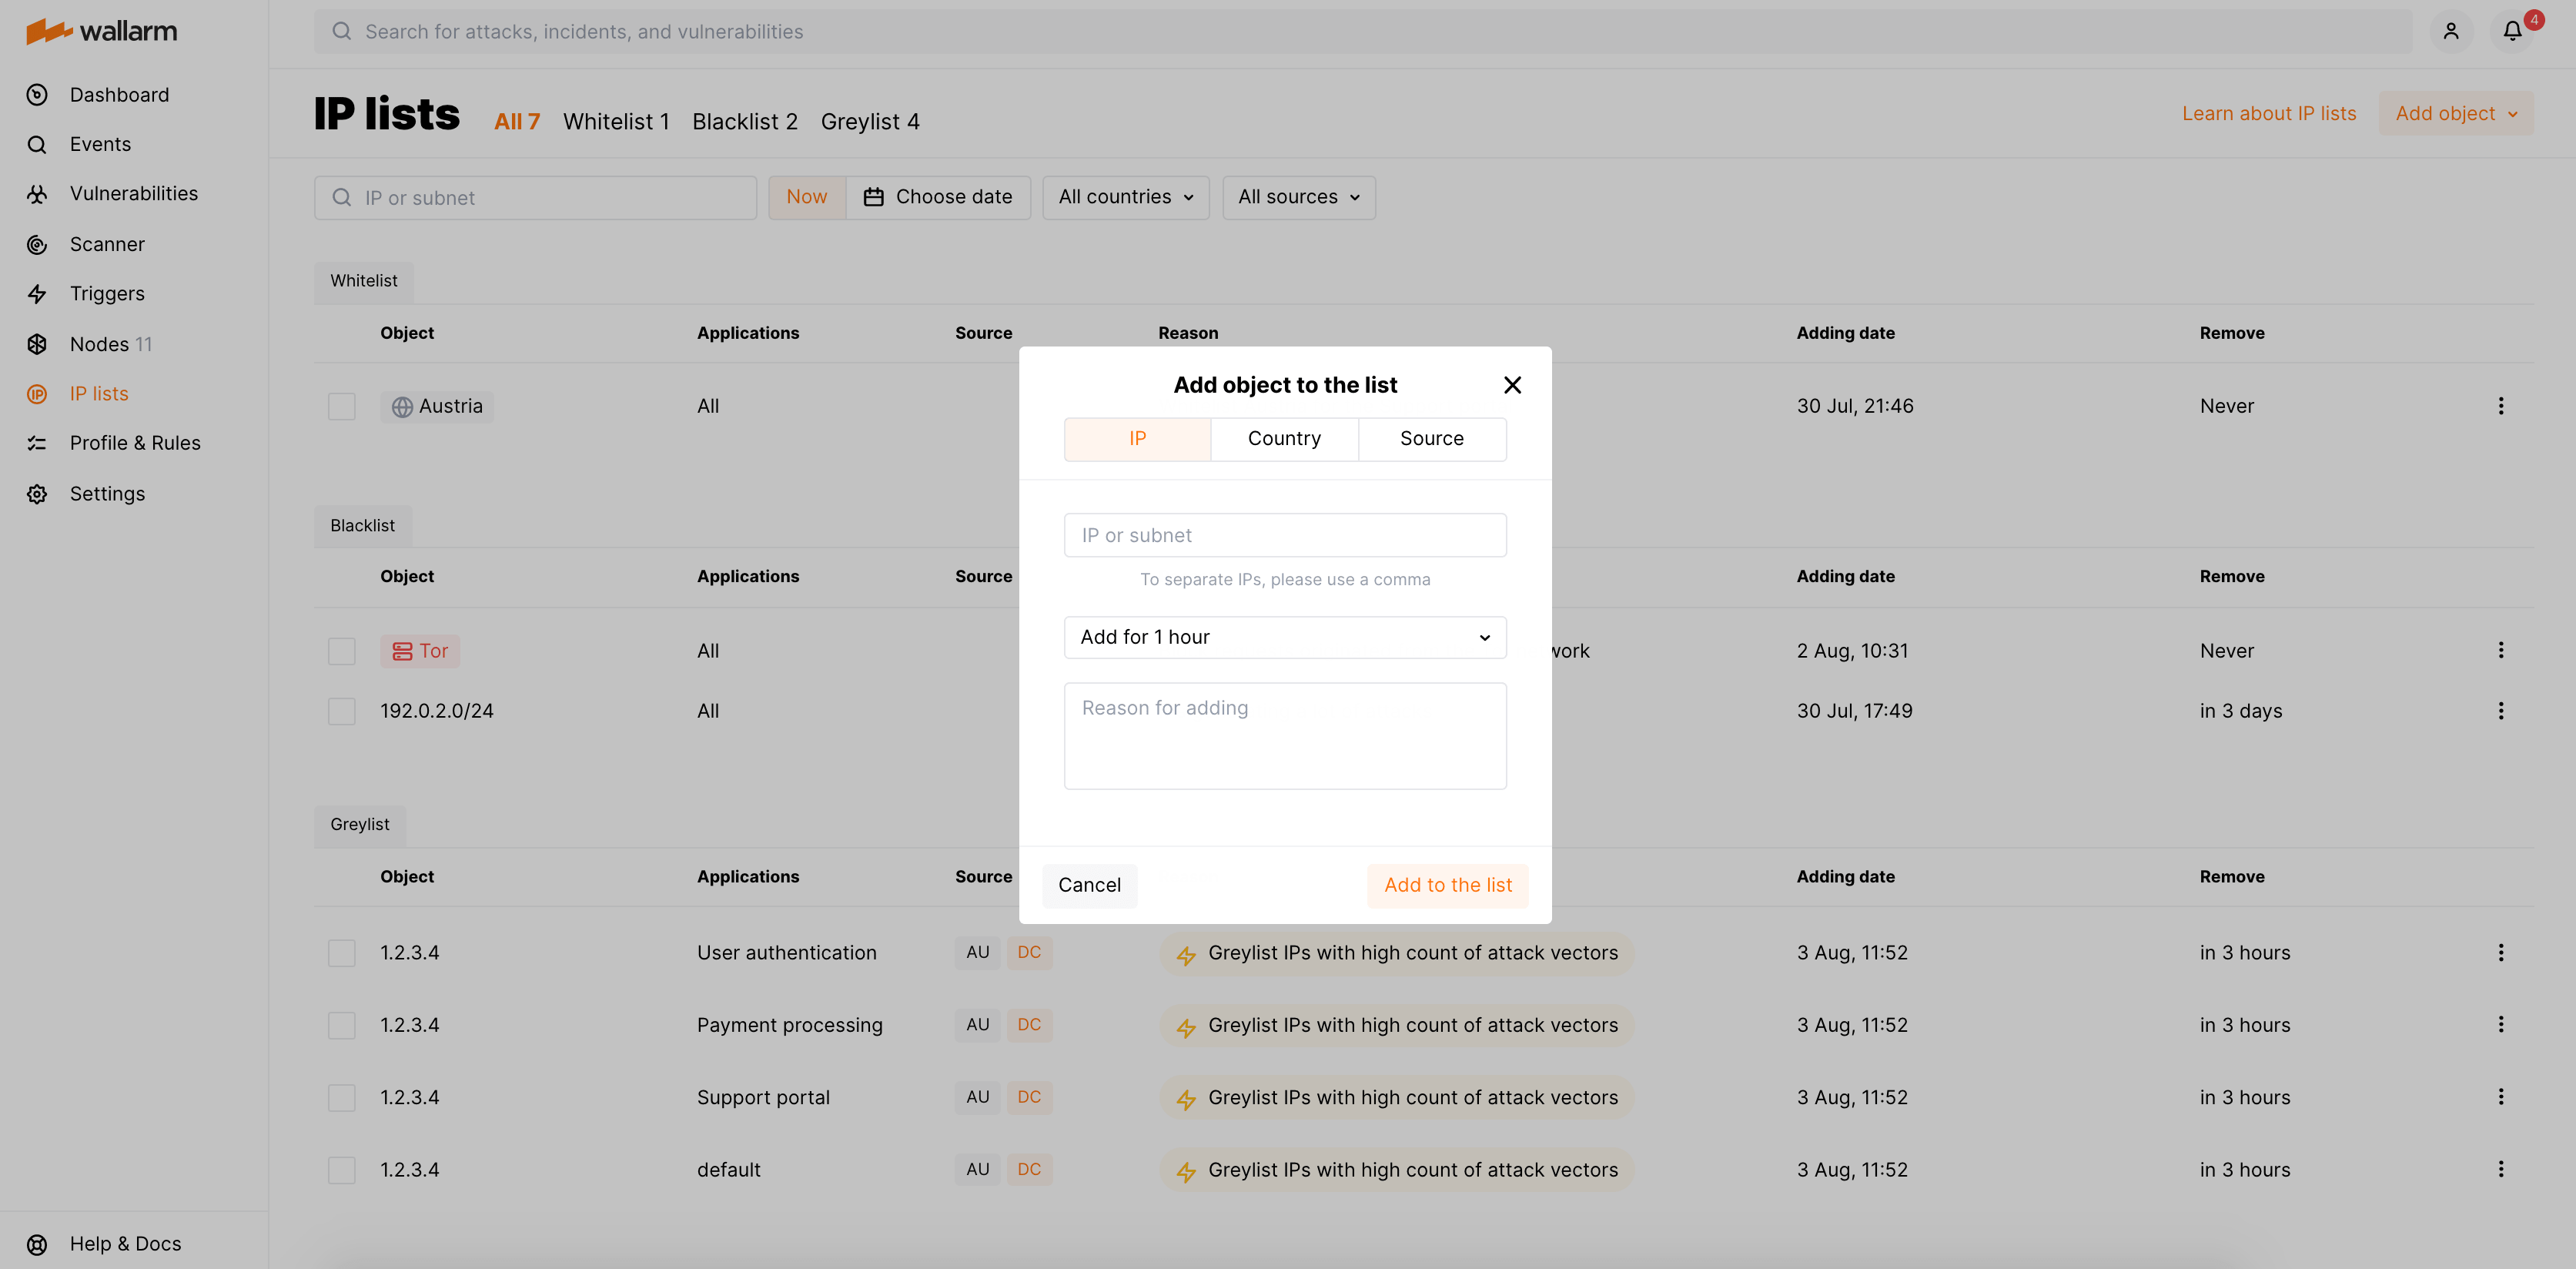 wallarm
Search for attacks, incidents, and vulnerabilities
4
Dashboard
Events
Vulnerabilities
Scanner
Triggers
Nodes 11
IP lists
Profile & Rules
Settings
Help & Docs
IP lists All 7 Whitelist 1 Blacklist 2 Greylist 4
Learn about IP lists Add object
IP or subnet Now Choose date All countries All sources
Whitelist
Object Applications Source Reason Adding date Remove
Austria All 30 Jul, 21:46 Never
Blacklist
Object Applications Source Adding date Remove
Tor All 2 Aug, 10:31 Never
192.0.2.0/24 All 30 Jul, 17:49 in 3 days
Greylist
Object Applications Source Adding date Remove
1.2.3.4 User authentication AU DC Greylist IPs with high count of attack vectors 3 Aug, 11:52 in 3 hours
1.2.3.4 Payment processing AU DC Greylist IPs with high count of attack vectors 3 Aug, 11:52 in 3 hours
1.2.3.4 Support portal AU DC Greylist IPs with high count of attack vectors 3 Aug, 11:52 in 3 hours
1.2.3.4 default AU DC Greylist IPs with high count of attack vectors 3 Aug, 11:52 in 3 hours
Add object to the list
IP Country Source
IP or subnet
To separate IPs, please use a comma
Add for 1 hour
Reason for adding
Cancel Add to the list